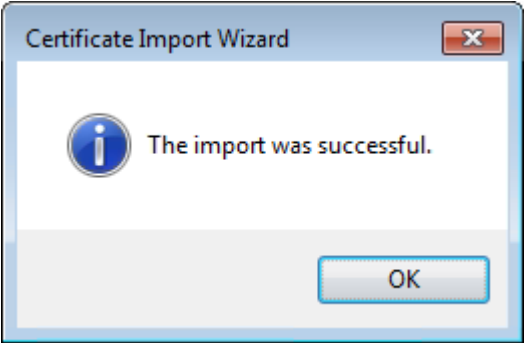 Certificate Import Wizard
The import was successful.
OK